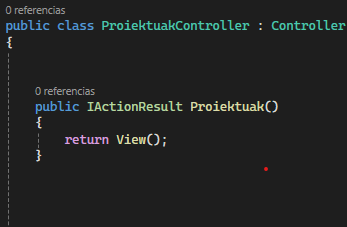 0 referencias
public class ProiektuakController : Controller
{
0 referencias
public IActionResult Proiektuak()
{
return View();
}